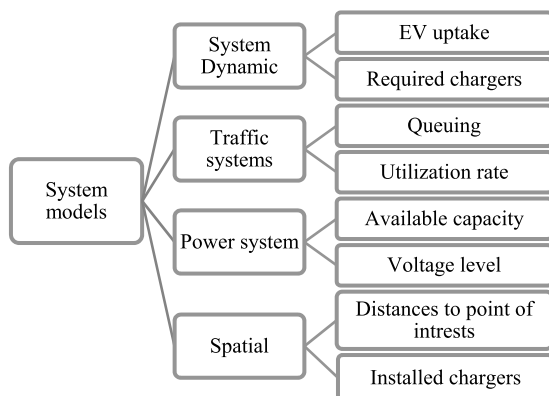 System
models
System
Dynamic
EV uptake
Required chargers
Traffic
systems
Queuing
Utilization rate
Power system
Available capacity
Voltage level
Spatial
Distances to point of
intrests
Installed chargers